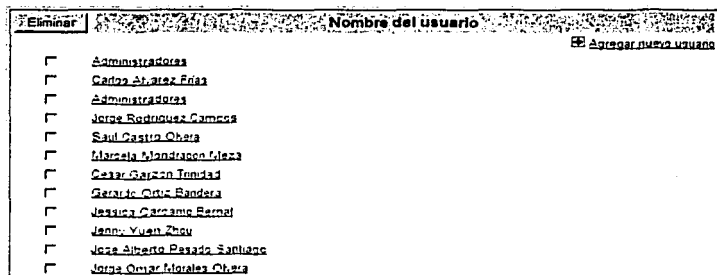 Eliminar Nombre del usuario
Agregar nuevo usuario
Administradores
Carlos Alvarez Frias
Administradores
Jorge Rodriguez Campos
Saul Castro Olvera
Marcela Mondragon Meza
Cesar Garzon Trinidad
Gerardo Ortiz Bandera
Jessica Carcamo Bernat
Jenny Yuen Zhou
Jose Alberto Pesado Santiago
Jorge Omar Morales Olvera